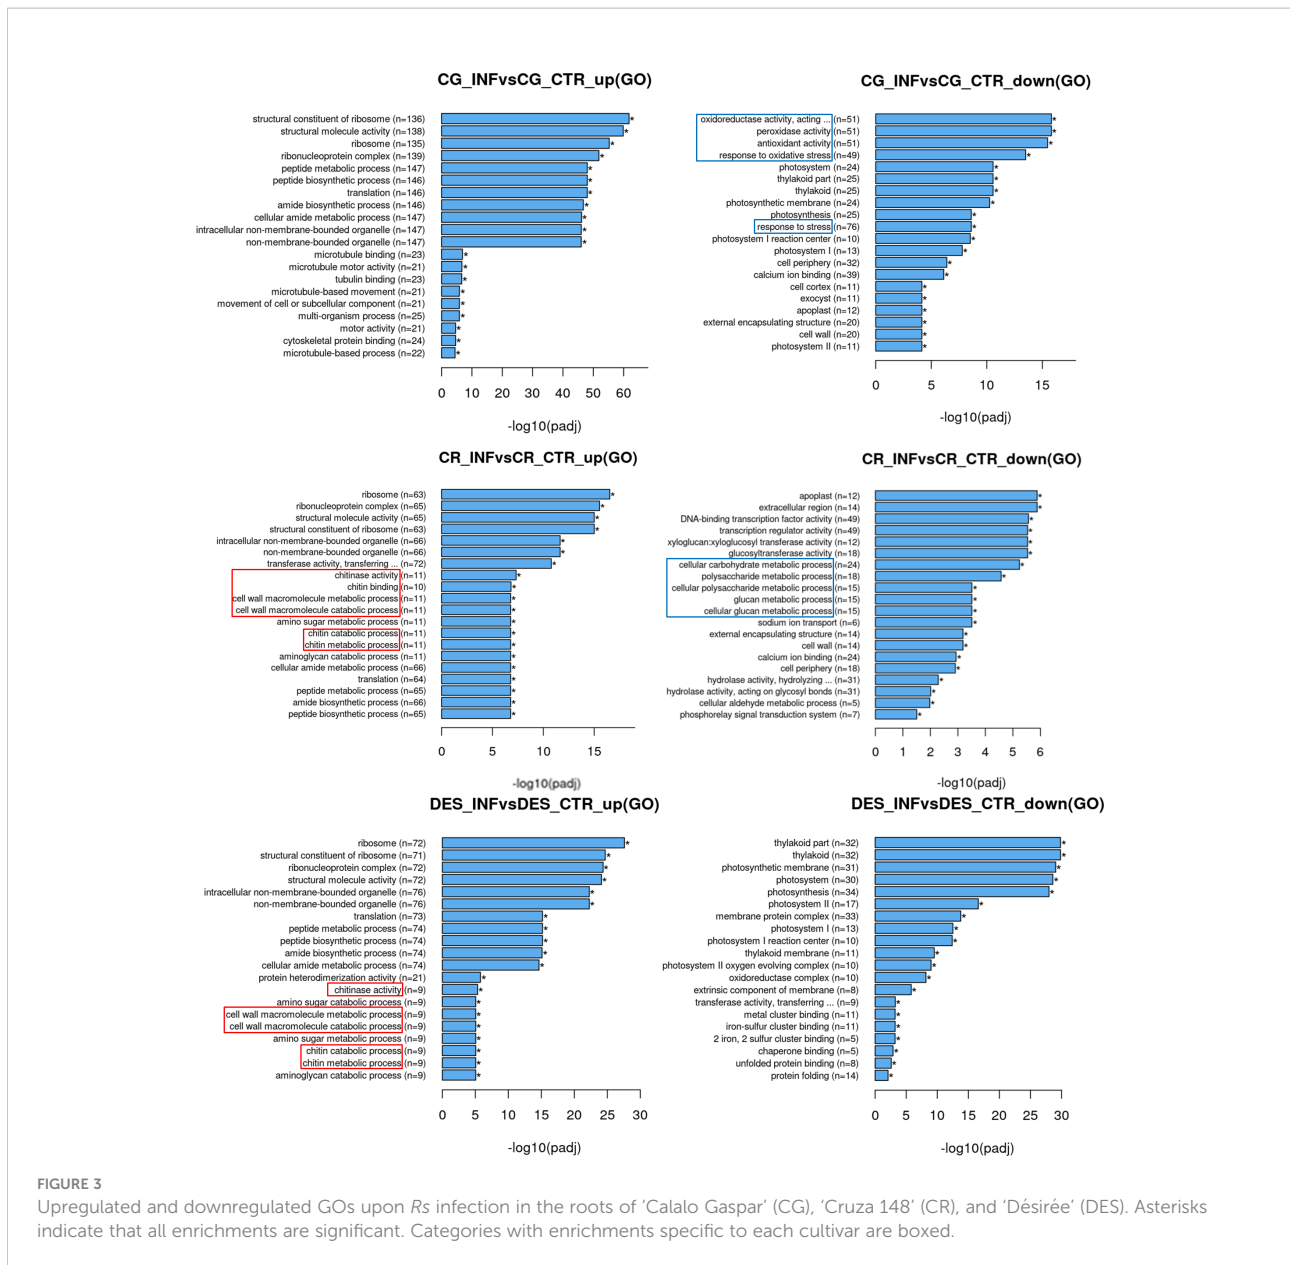 CG_INFvsCG_CTR_up(GO)
structural constituent of ribosome (n=136)
structural molecule activity (n=138)
ribosome (n=135)
ribonucleoprotein complex (n=139)
peptide metabolic process (n=147)
peptide biosynthetic process (n=146)
translation (n=146)
amide biosynthetic process (n=146)
cellular amide metabolic process (n=147)
intracellular non-membrane-bounded organelle (n=147)
non-membrane-bounded organelle (n=147)
microtubule binding (n=23)
microtubule motor activity (n=21)
tubulin binding (n=23)
microtubule-based movement (n=21)
movement of cell or subcellular component (n=21)
multi-organism process (n=25)
motor activity (n=21)
cytoskeletal protein binding (n=24)
microtubule-based process (n=22)
0 10 20 30 40 50 60
-log10(padj)
CG_INFvsCG_CTR_down(GO)
oxidoreductase activity, acting ... (n=51)
peroxidase activity (n=51)
antioxidant activity (n=51)
response to oxidative stress (n=49)
photosystem (n=24)
thylakoid part (n=25)
thylakoid (n=25)
photosynthetic membrane (n=24)
photosynthesis (n=25)
response to stress (n=76)
photosystem I reaction center (n=10)
photosystem I (n=13)
cell periphery (n=32)
calcium ion binding (n=39)
cell cortex (n=11)
exocyst (n=11)
apoplast (n=12)
external encapsulating structure (n=20)
cell wall (n=20)
photosystem II (n=11)
0 5 10 15
-log10(padj)
CR_INFvsCR_CTR_up(GO)
ribosome (n=63)
ribonucleoprotein complex (n=65)
structural molecule activity (n=65)
structural constituent of ribosome (n=63)
intracellular non-membrane-bounded organelle (n=66)
non-membrane-bounded organelle (n=66)
transferase activity, transferring ... (n=72)
chitinase activity (n=11)
chitin binding (n=10)
cell wall macromolecule metabolic process (n=11)
cell wall macromolecule catabolic process (n=11)
amino sugar metabolic process (n=11)
chitin catabolic process (n=11)
chitin metabolic process (n=11)
aminoglycan catabolic process (n=11)
cellular amide metabolic process (n=66)
translation (n=64)
peptide metabolic process (n=65)
amide biosynthetic process (n=66)
peptide biosynthetic process (n=65)
0 5 10 15
-log10(padj)
CR_INFvsCR_CTR_down(GO)
apoplast (n=12)
extracellular region (n=14)
DNA-binding transcription factor activity (n=49)
transcription regulator activity (n=49)
xyloglucan:xyloglucosyl transferase activity (n=12)
glucosyltransferase activity (n=18)
cellular carbohydrate metabolic process (n=24)
polysaccharide metabolic process (n=18)
cellular polysaccharide metabolic process (n=15)
glucan metabolic process (n=15)
cellular glucan metabolic process (n=15)
sodium ion transport (n=6)
external encapsulating structure (n=14)
cell wall (n=14)
calcium ion binding (n=24)
cell periphery (n=18)
hydrolase activity, hydrolyzing ... (n=31)
hydrolase activity, acting on glycosyl bonds (n=31)
cellular aldehyde metabolic process (n=5)
phosphorelay signal transduction system (n=7)
0 1 2 3 4 5 6
-log10(padj)
DES_INFvsDES_CTR_up(GO)
ribosome (n=72)
structural constituent of ribosome (n=71)
ribonucleoprotein complex (n=72)
structural molecule activity (n=72)
intracellular non-membrane-bounded organelle (n=76)
non-membrane-bounded organelle (n=76)
translation (n=73)
peptide metabolic process (n=74)
peptide biosynthetic process (n=74)
amide biosynthetic process (n=74)
cellular amide metabolic process (n=74)
protein heterodimerization activity (n=21)
chitinase activity (n=9)
amino sugar catabolic process (n=9)
cell wall macromolecule metabolic process (n=9)
cell wall macromolecule catabolic process (n=9)
amino sugar metabolic process (n=9)
chitin catabolic process (n=9)
chitin metabolic process (n=9)
aminoglycan catabolic process (n=9)
0 5 10 15 20 25 30
-log10(padj)
DES_INFvsDES_CTR_down(GO)
thylakoid part (n=32)
thylakoid (n=32)
photosynthetic membrane (n=31)
photosystem (n=30)
photosynthesis (n=34)
photosystem II (n=17)
membrane protein complex (n=33)
photosystem I (n=13)
photosystem I reaction center (n=10)
thylakoid membrane (n=11)
photosystem II oxygen evolving complex (n=10)
oxidoreductase complex (n=10)
extrinsic component of membrane (n=8)
transferase activity, transferring ... (n=9)
metal cluster binding (n=11)
iron-sulfur cluster binding (n=11)
2 iron, 2 sulfur cluster binding (n=5)
chaperone binding (n=5)
unfolded protein binding (n=8)
protein folding (n=14)
0 5 10 15 20 25 30
-log10(padj)
FIGURE 3
Upregulated and downregulated GOs upon Rs infection in the roots of ‘Calalo Gaspar’ (CG), ‘Cruza 148’ (CR), and ‘Désirée’ (DES). Asterisks
indicate that all enrichments are significant. Categories with enrichments specific to each cultivar are boxed.